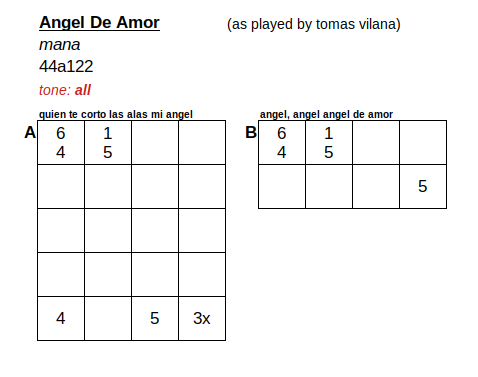 Angel De Amor (as played by tomas vilana)
mana
44a122
tone: all
quien te corto las alas mi angel
A 6 1
4 5
4 5 3x
angel, angel angel de amor
B 6 1
4 5
5